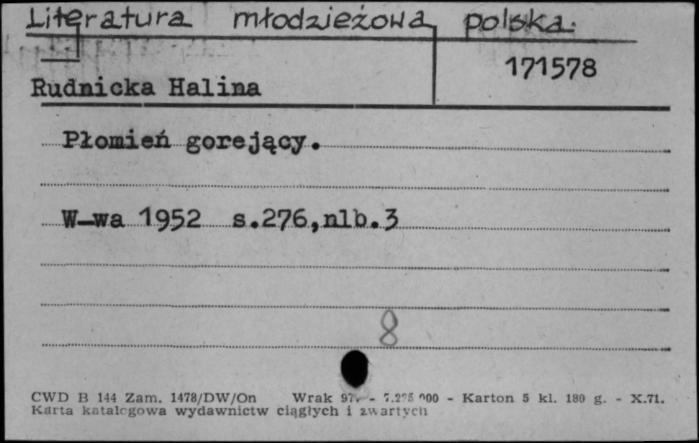 Literatura młodzieżowa polska.
171578
Rudnicka Halina
Płomień gorejący.
W-wa 1952 s.276,nlb.3
8
CWD B 144 Zam. 1478/DW/On Wrak - 000 - Karton 5 kl. 180 g. - X.71.
Karta katalogowa wydawnictw ciągłych i zwartych